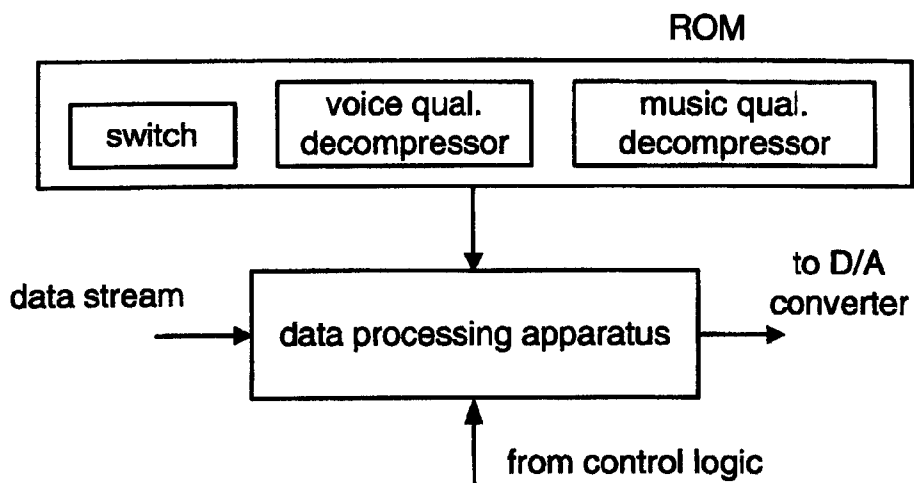 ROM
switch
voice qual.
decompressor
music qual.
decompressor
data stream
data processing apparatus
to D/A
converter
from control logic